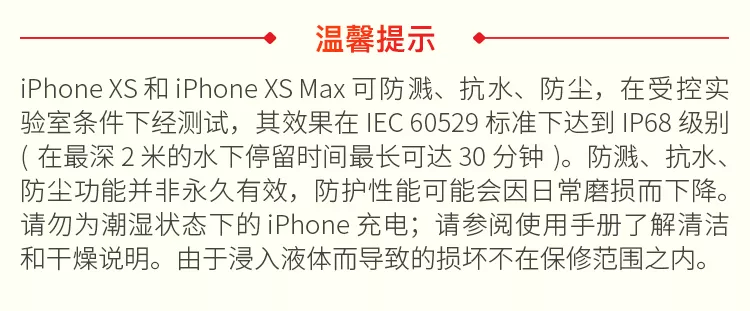 温馨提示
iPhone XS 和 iPhone XS Max 可防溅、抗水、防尘，在受控实
验室条件下经测试，其效果在 IEC 60529 标准下达到 IP68 级别
( 在最深 2 米的水下停留时间最长可达 30 分钟 )。防溅、抗水、
防尘功能并非永久有效，防护性能可能会因日常磨损而下降。
请勿为潮湿状态下的 iPhone 充电；请参阅使用手册了解清洁
和干燥说明。由于浸入液体而导致的损坏不在保修范围之内。